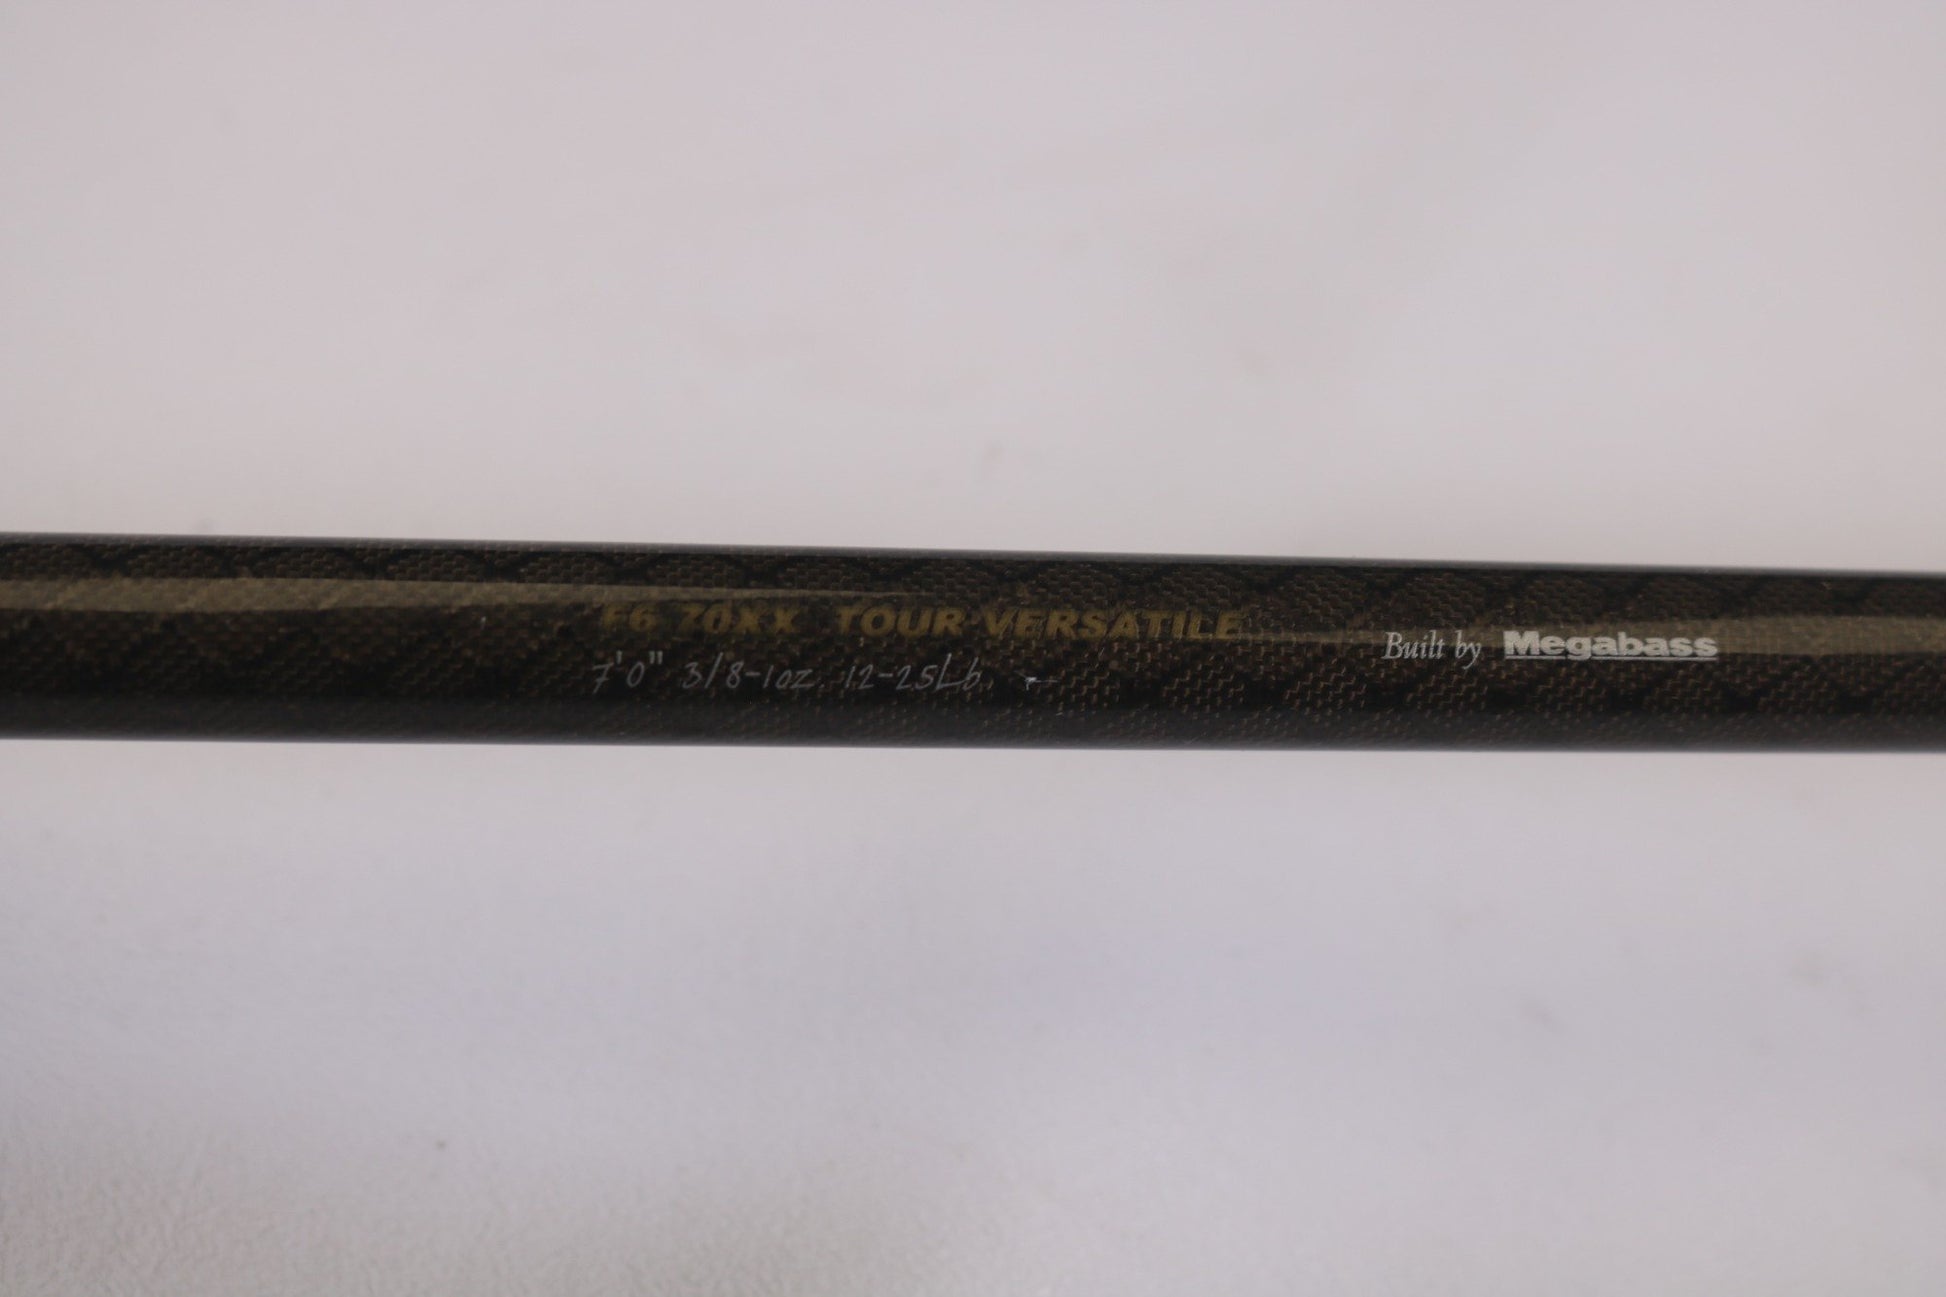 F6 70XX TOUR VERSATILE
7'0" 3/8-1oz 12-25Lb
Built by Megabass